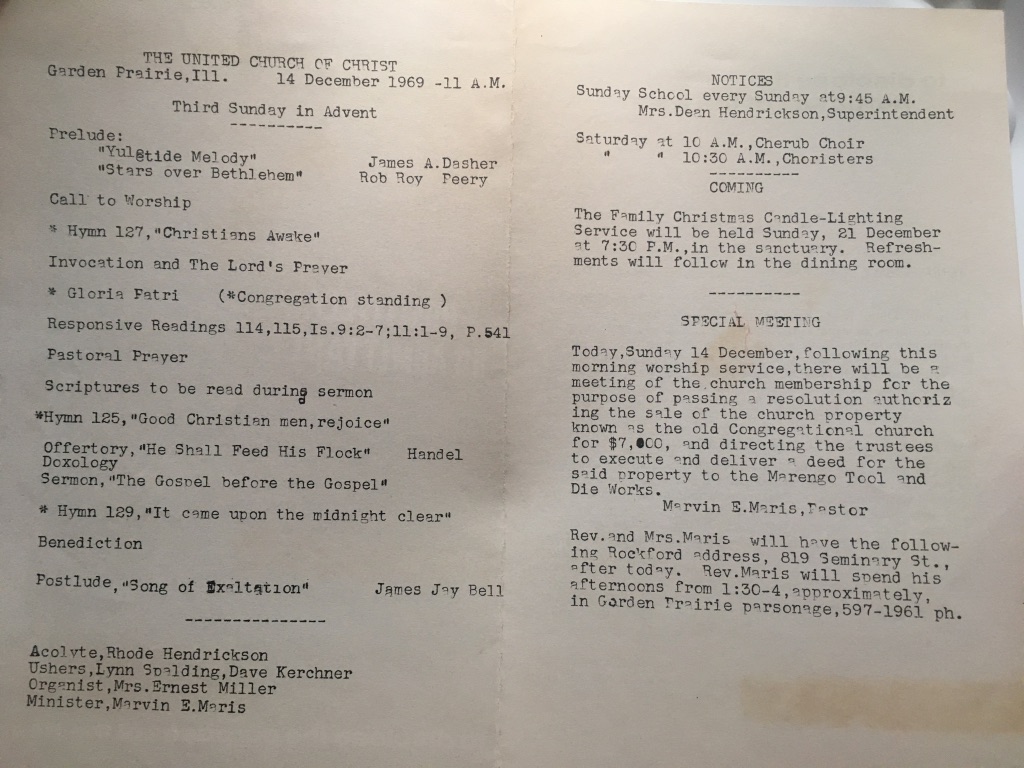 THE UNITED CHURCH OF CHRIST
Garden Prairie,Ill. 14 December 1969 -11 A.M.
Third Sunday in Advent
----------
Prelude:
"Yuletide Melody" James A.Dasher
"Stars over Bethlehem" Rob Roy Peery
Call to Worship
* Hymn 127,"Christians Awake"
Invocation and The Lord's Prayer
* Gloria Patri (*Congregation standing )
Responsive Readings 114,115,Is.9:2-7;11:1-9, P.541
Pastoral Prayer
Scriptures to be read during sermon
*Hymn 125,"Good Christian men,rejoice"
Offertory,"He Shall Feed His Flock" Handel
Doxology
Sermon,"The Gospel before the Gospel"
* Hymn 129,"It came upon the midnight clear"
Benediction
Postlude,"Song of Exaltation" James Jay Bell
---------------
Acolyte,Rhode Hendrickson
Ushers,Lynn Spalding,Dave Kerchner
Organist,Mrs.Ernest Miller
Minister,Marvin E.Maris
NOTICES
Sunday School every Sunday at9:45 A.M.
Mrs.Dean Hendrickson,Superintendent
Saturday at 10 A.M.,Cherub Choir
" " 10:30 A.M.,Choristers
----------
COMING
The Family Christmas Candle-Lighting
Service will be held Sunday, 21 December
at 7:30 P.M.,in the sanctuary. Refresh-
ments will follow in the dining room.
----------
SPECIAL MEETING
Today,Sunday 14 December,following this
morning worship service,there will be a
meeting of the church membership for the
purpose of passing a resolution authoriz
ing the sale of the church property
known as the old Congregational church
for $7,000, and directing the trustees
to execute and deliver a deed for the
said property to the Marengo Tool and
Die Works.
Marvin E.Maris,Pastor
Rev.and Mrs.Maris will have the follow-
ing Rockford address, 819 Seminary St.,
after today. Rev.Maris will spend his
afternoons from 1:30-4,approximately,
in Garden Prairie parsonage,597-1961 ph.